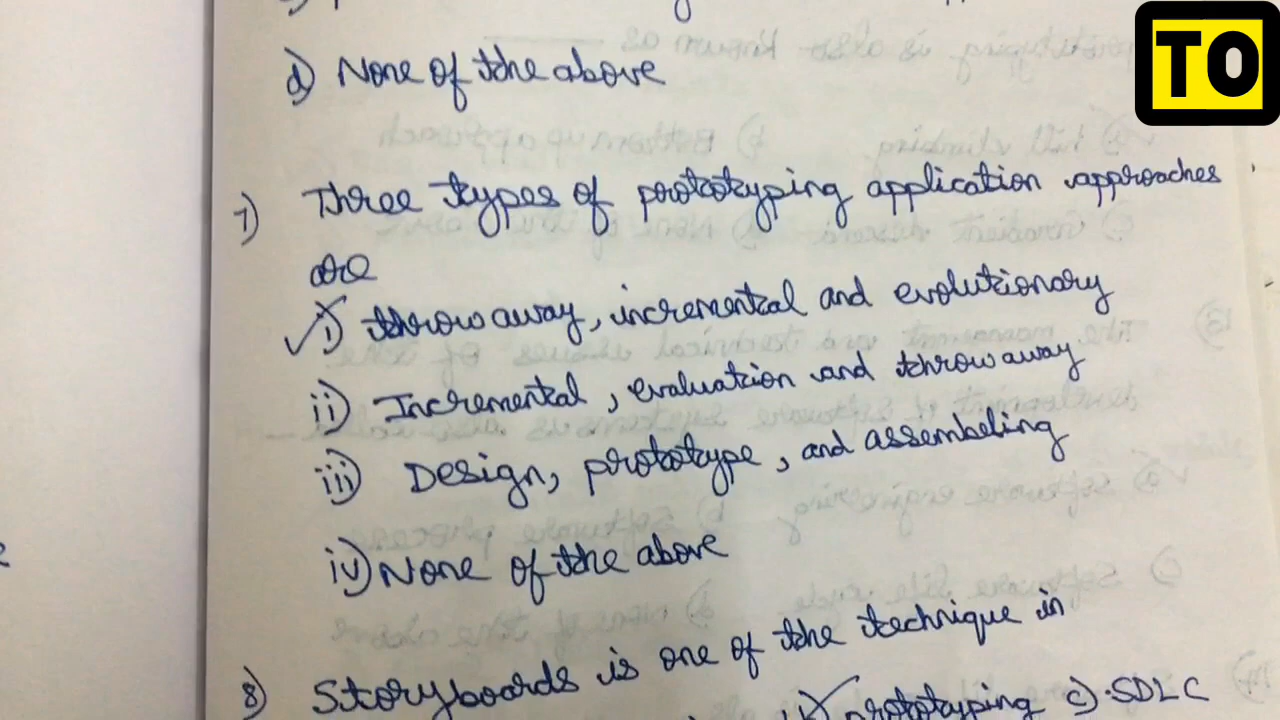 TO
d) None of the above
7) Three types of prototyping application approaches
are
i) throw away, incremental and evolutionary
ii) Incremental, evaluation and throw away
iii) Design, prototype, and assembeling
iv) None of the above
8) Storyboards is one of the technique in
prototyping c) SDLC